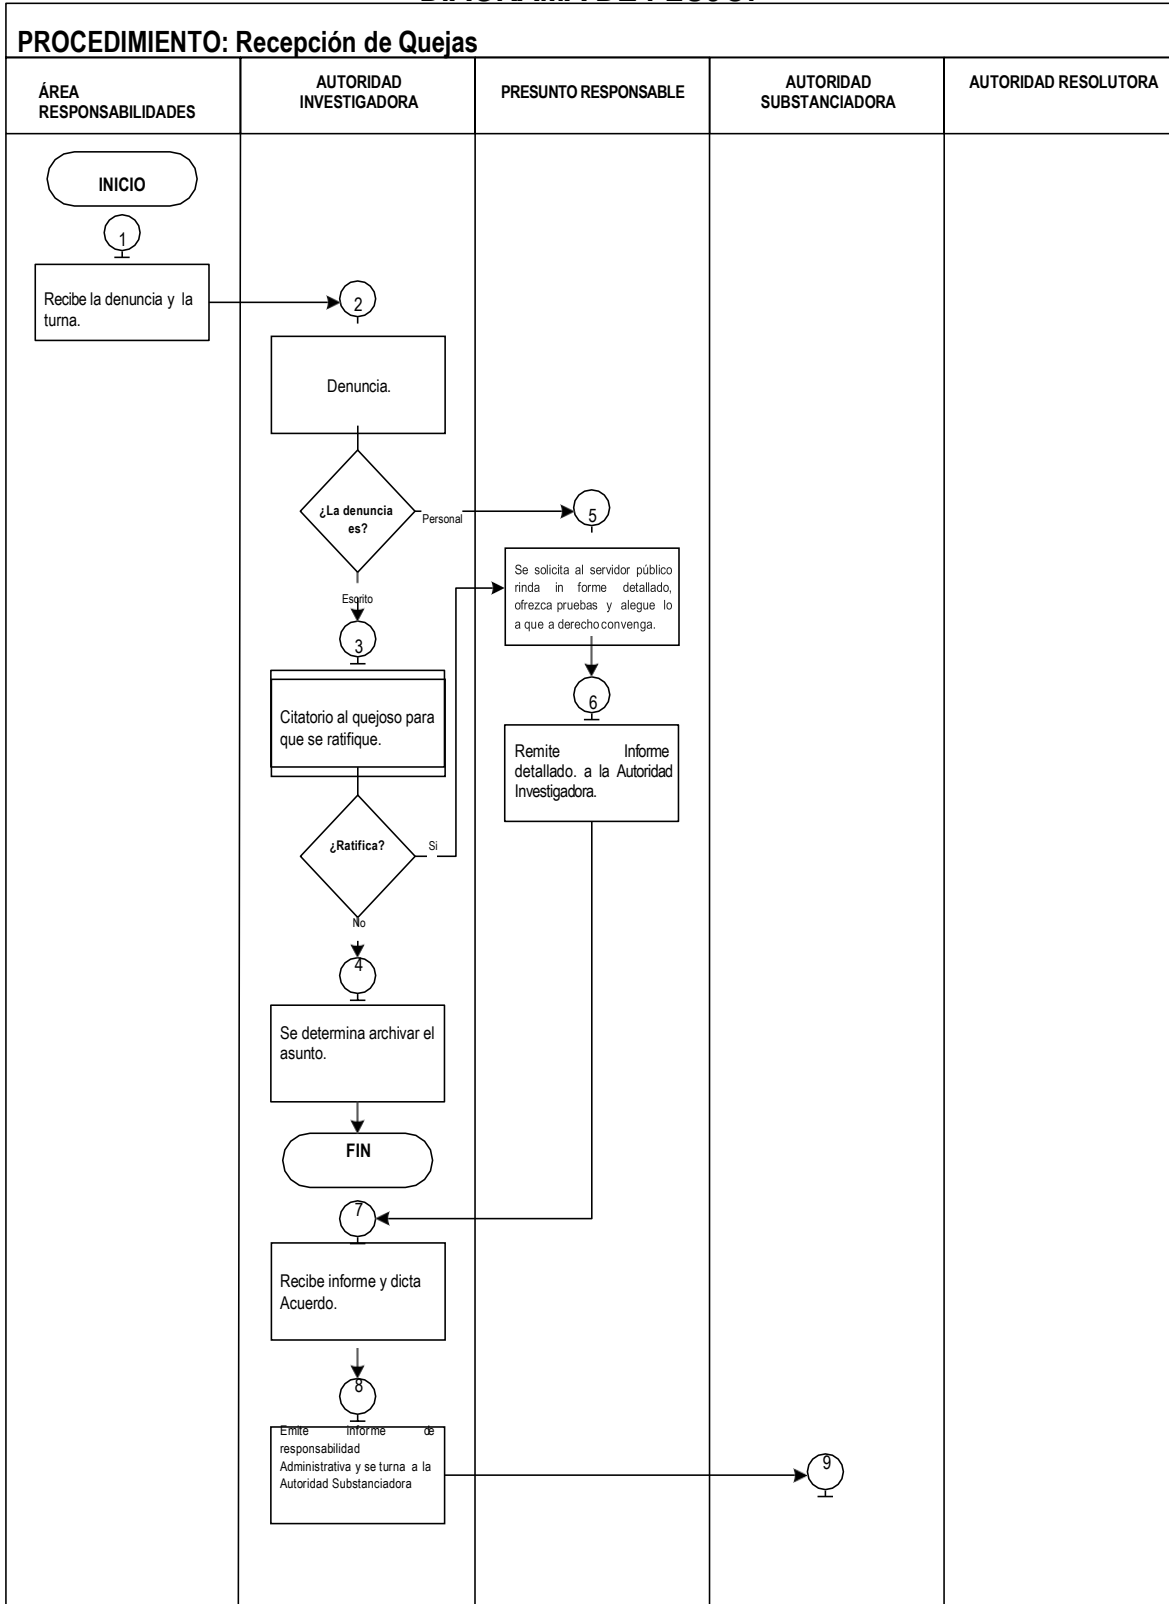 PROCEDIMIENTO: Recepción de Quejas
ÁREA
RESPONSABILIDADES
AUTORIDAD
INVESTIGADORA
PRESUNTO RESPONSABLE
AUTORIDAD
SUBSTANCIADORA
AUTORIDAD RESOLUTORA
INICIO
1
Recibe la denuncia y la
turna.
2
Denuncia.
¿La denuncia
es?
Personal
5
Se solicita al servidor público
rinda in forme detallado,
ofrezca pruebas y alegue lo
a que a derecho convenga.
Escrito
3
Citatorio al quejoso para
que se ratifique.
6
Remite Informe
detallado. a la Autoridad
Investigadora.
¿Ratifica?
Si
No
4
Se determina archivar el
asunto.
FIN
7
Recibe informe y dicta
Acuerdo.
8
Emite Informe de
responsabilidad
Administrativa y se turna a la
Autoridad Substanciadora
9